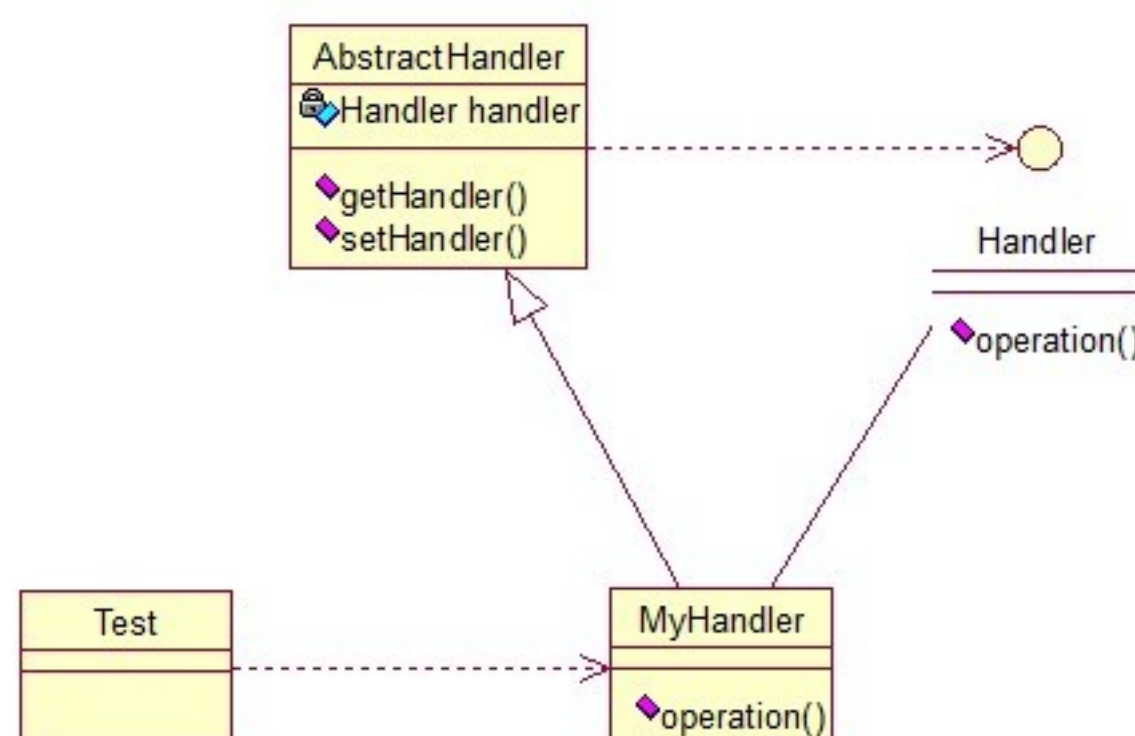 AbstractHandler
Handler handler
getHandler()
setHandler()
Handler
operation()
Test
MyHandler
operation()